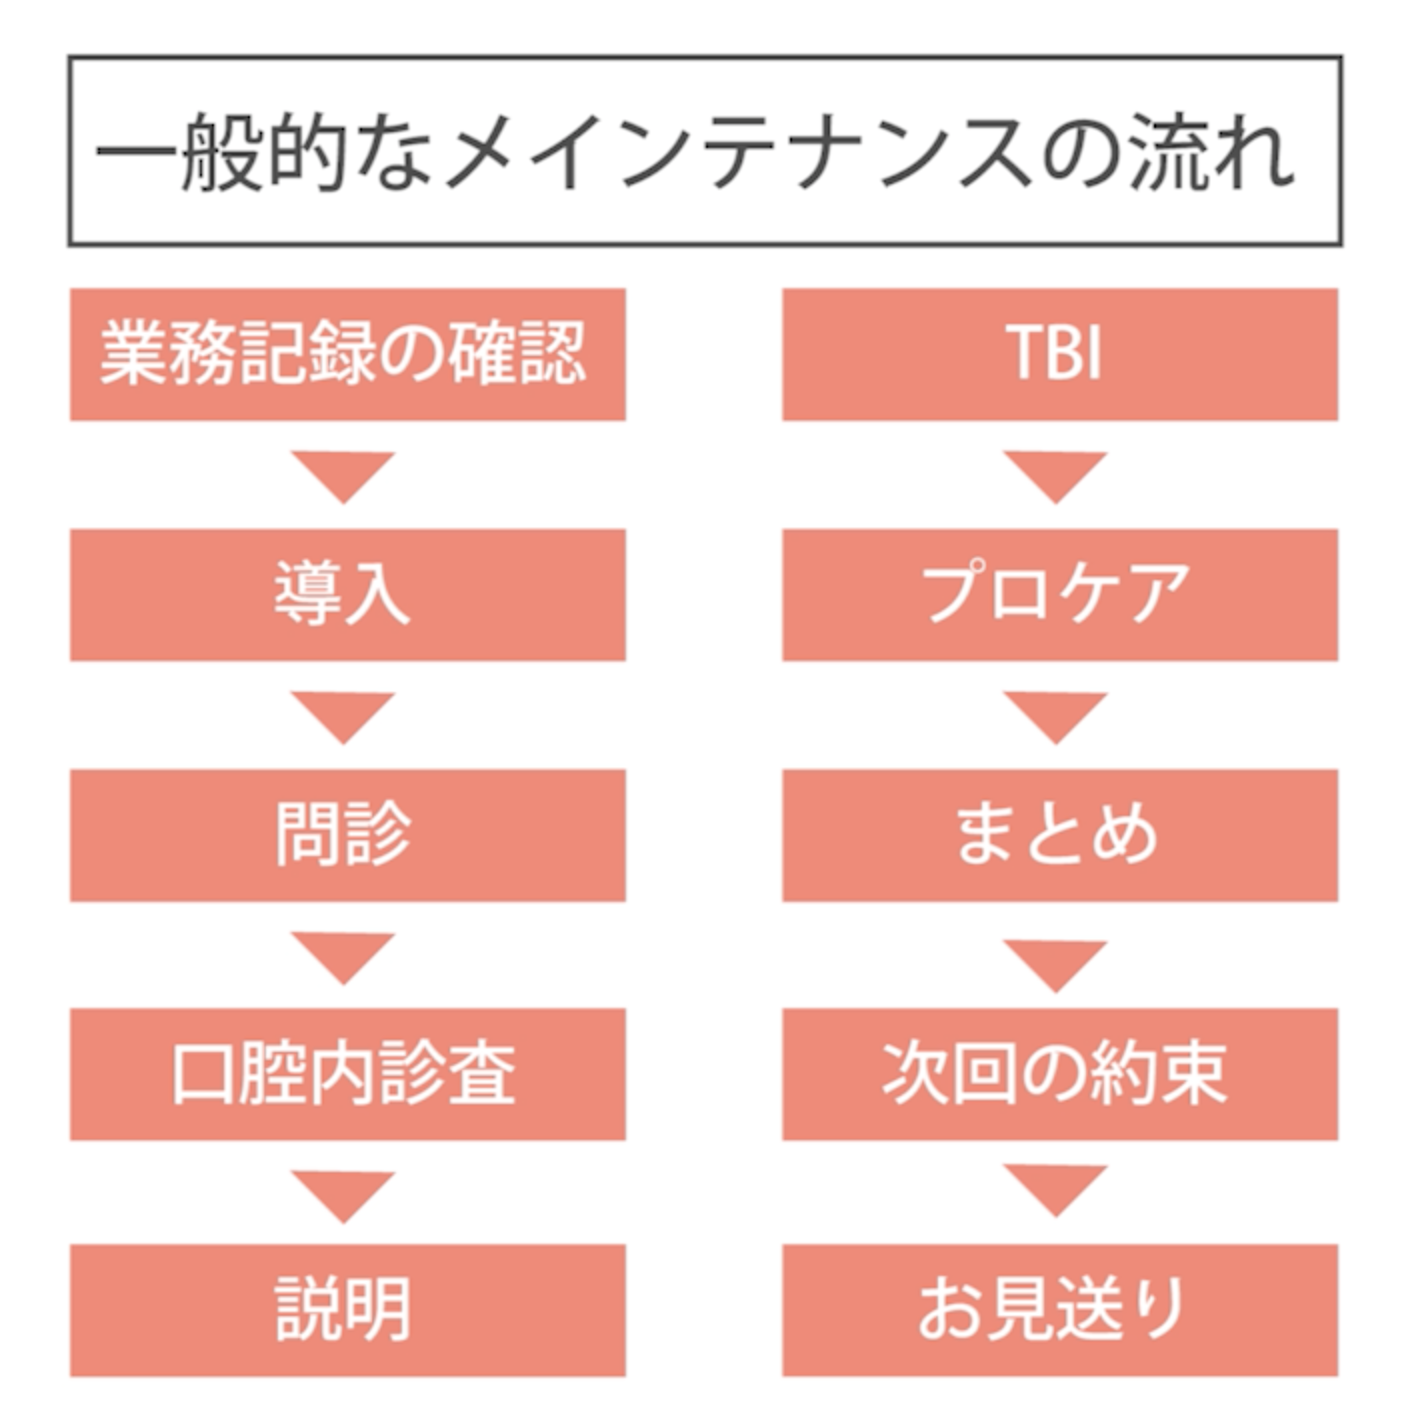 一般的なメインテナンスの流れ
業務記録の確認
導入
問診
口腔内診査
説明
TBI
プロケア
まとめ
次回の約束
お見送り